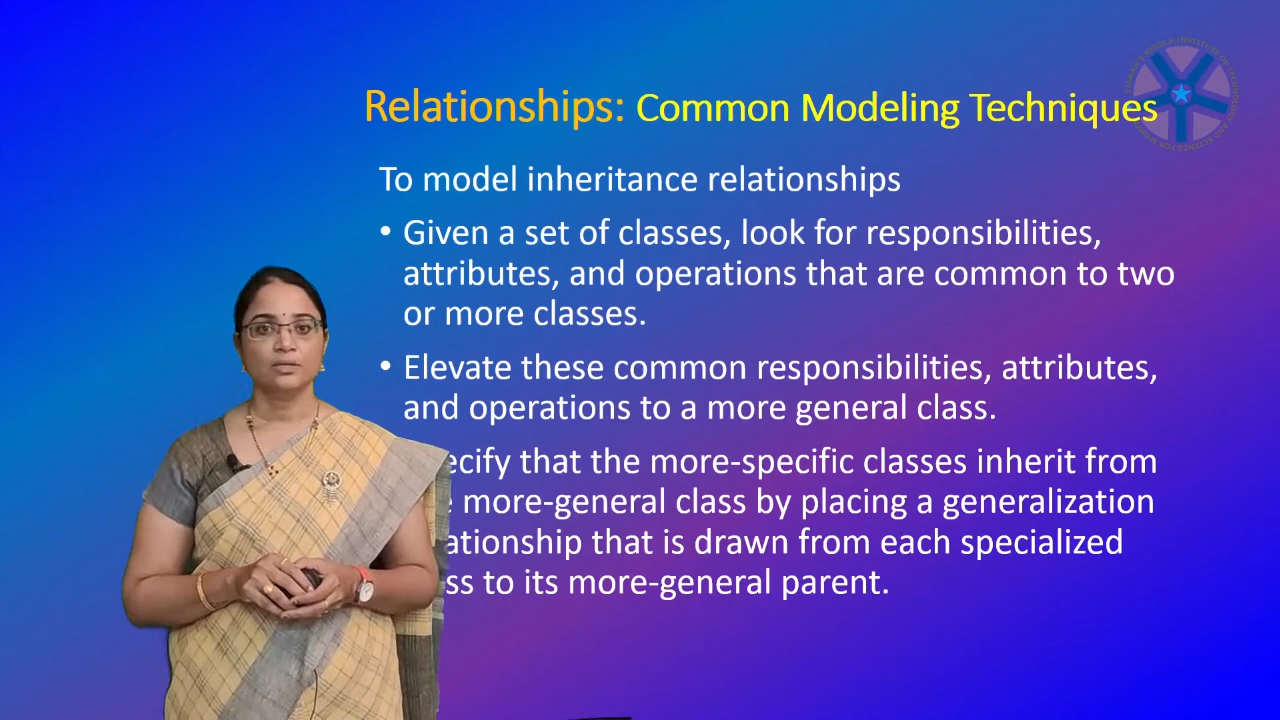 Relationships: Common Modeling Techniques
To model inheritance relationships
• Given a set of classes, look for responsibilities,
attributes, and operations that are common to two
or more classes.
• Elevate these common responsibilities, attributes,
and operations to a more general class.
ecify that the more-specific classes inherit from
more-general class by placing a generalization
ationship that is drawn from each specialized
ss to its more-general parent.